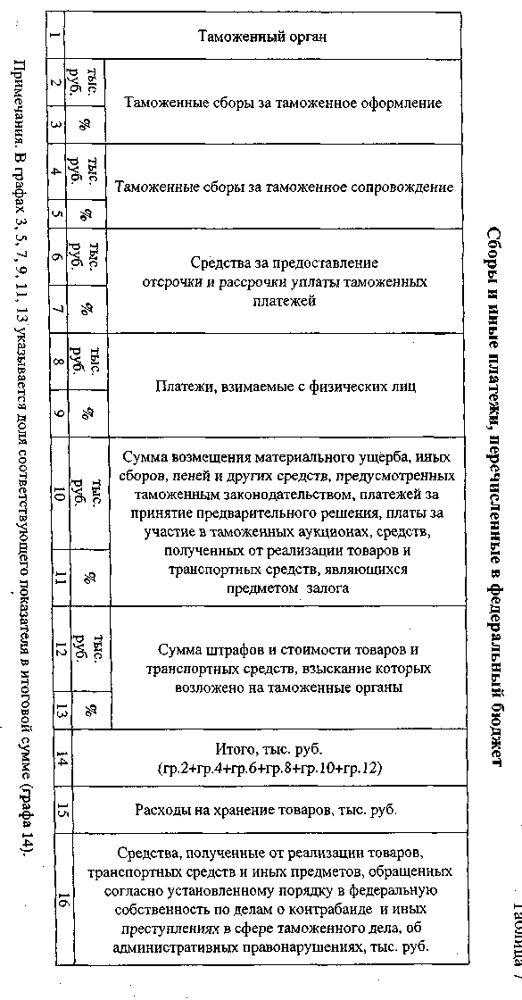 Таблица 7
Сборы и иные платежи, перечисленные в федеральный бюджет
Таможенный орган
1
Таможенные сборы за таможенное оформление
тыс.
руб.
2
%
3
Таможенные сборы за таможенное сопровождение
тыс.
руб.
4
%
5
Средства за предоставление
отсрочки и рассрочки уплаты таможенных
платежей
тыс.
руб.
6
%
7
Платежи, взимаемые с физических лиц
тыс.
руб.
8
%
9
Сумма возмещения материального ущерба, иных
сборов, пеней и других средств, предусмотренных
таможенным законодательством, платежей за
принятие предварительного решения, платы за
участие в таможенных аукционах, средств,
полученных от реализации товаров и
транспортных средств, являющихся
предметом залога
тыс.
руб.
10
%
11
Сумма штрафов и стоимости товаров и
транспортных средств, взыскание которых
возложено на таможенные органы
тыс.
руб.
12
%
13
Итого, тыс. руб.
(гр.2+гр.4+гр.6+гр.8+гр.10+гр.12)
14
Расходы на хранение товаров, тыс. руб.
15
Средства, полученные от реализации товаров,
транспортных средств и иных предметов, обращенных
согласно установленному порядку в федеральную
собственность по делам о контрабанде и иных
преступлениях в сфере таможенного дела, об
административных правонарушениях, тыс. руб.
16
Примечания. В графах 3, 5, 7, 9, 11, 13 указывается доля соответствующего показателя в итоговой сумме (графа 14).